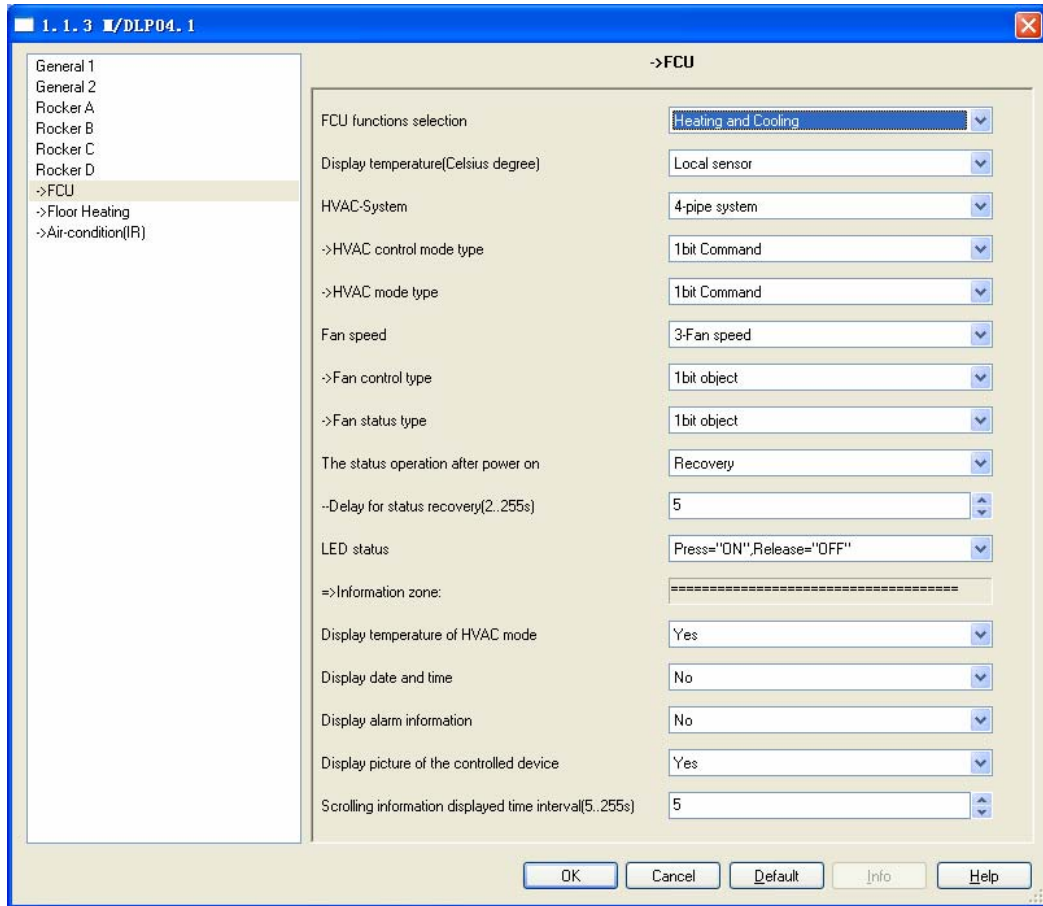 1.1.3 M/DLP04.1
General 1
General 2
Rocker A
Rocker B
Rocker C
Rocker D
->FCU
->Floor Heating
->Air-condition(IR)
->FCU
FCU functions selection Heating and Cooling
Display temperature(Celsius degree) Local sensor
HVAC-System 4-pipe system
->HVAC control mode type 1bit Command
->HVAC mode type 1bit Command
Fan speed 3-Fan speed
->Fan control type 1bit object
->Fan status type 1bit object
The status operation after power on Recovery
--Delay for status recovery(2..255s) 5
LED status Press="ON",Release="OFF"
=>Information zone: =====================================
Display temperature of HVAC mode Yes
Display date and time No
Display alarm information No
Display picture of the controlled device Yes
Scrolling information displayed time interval(5..255s) 5
OK Cancel Default Info Help